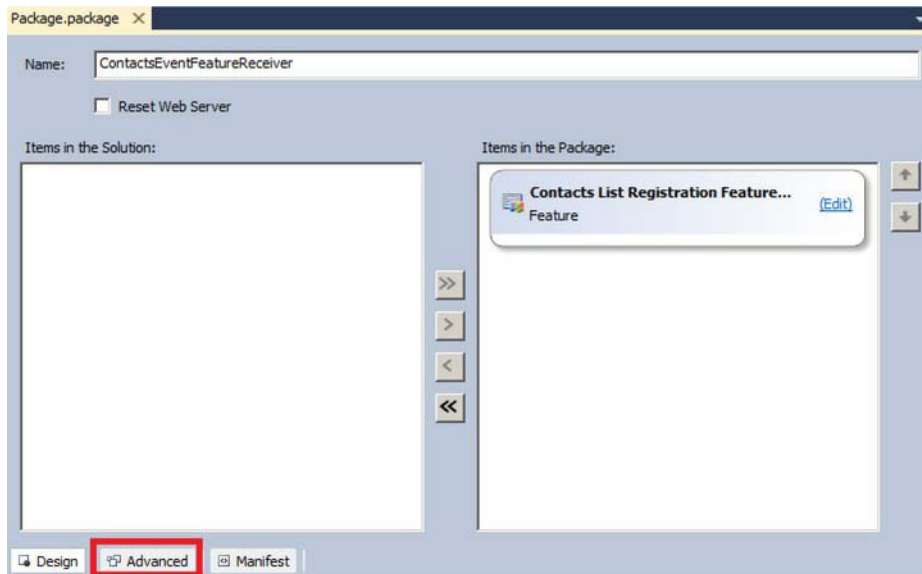 Package.package
Name: ContactsEventFeatureReceiver
Reset Web Server
Items in the Solution:
Items in the Package:
Contacts List Registration Feature...
(Edit)
Feature
Design Advanced Manifest